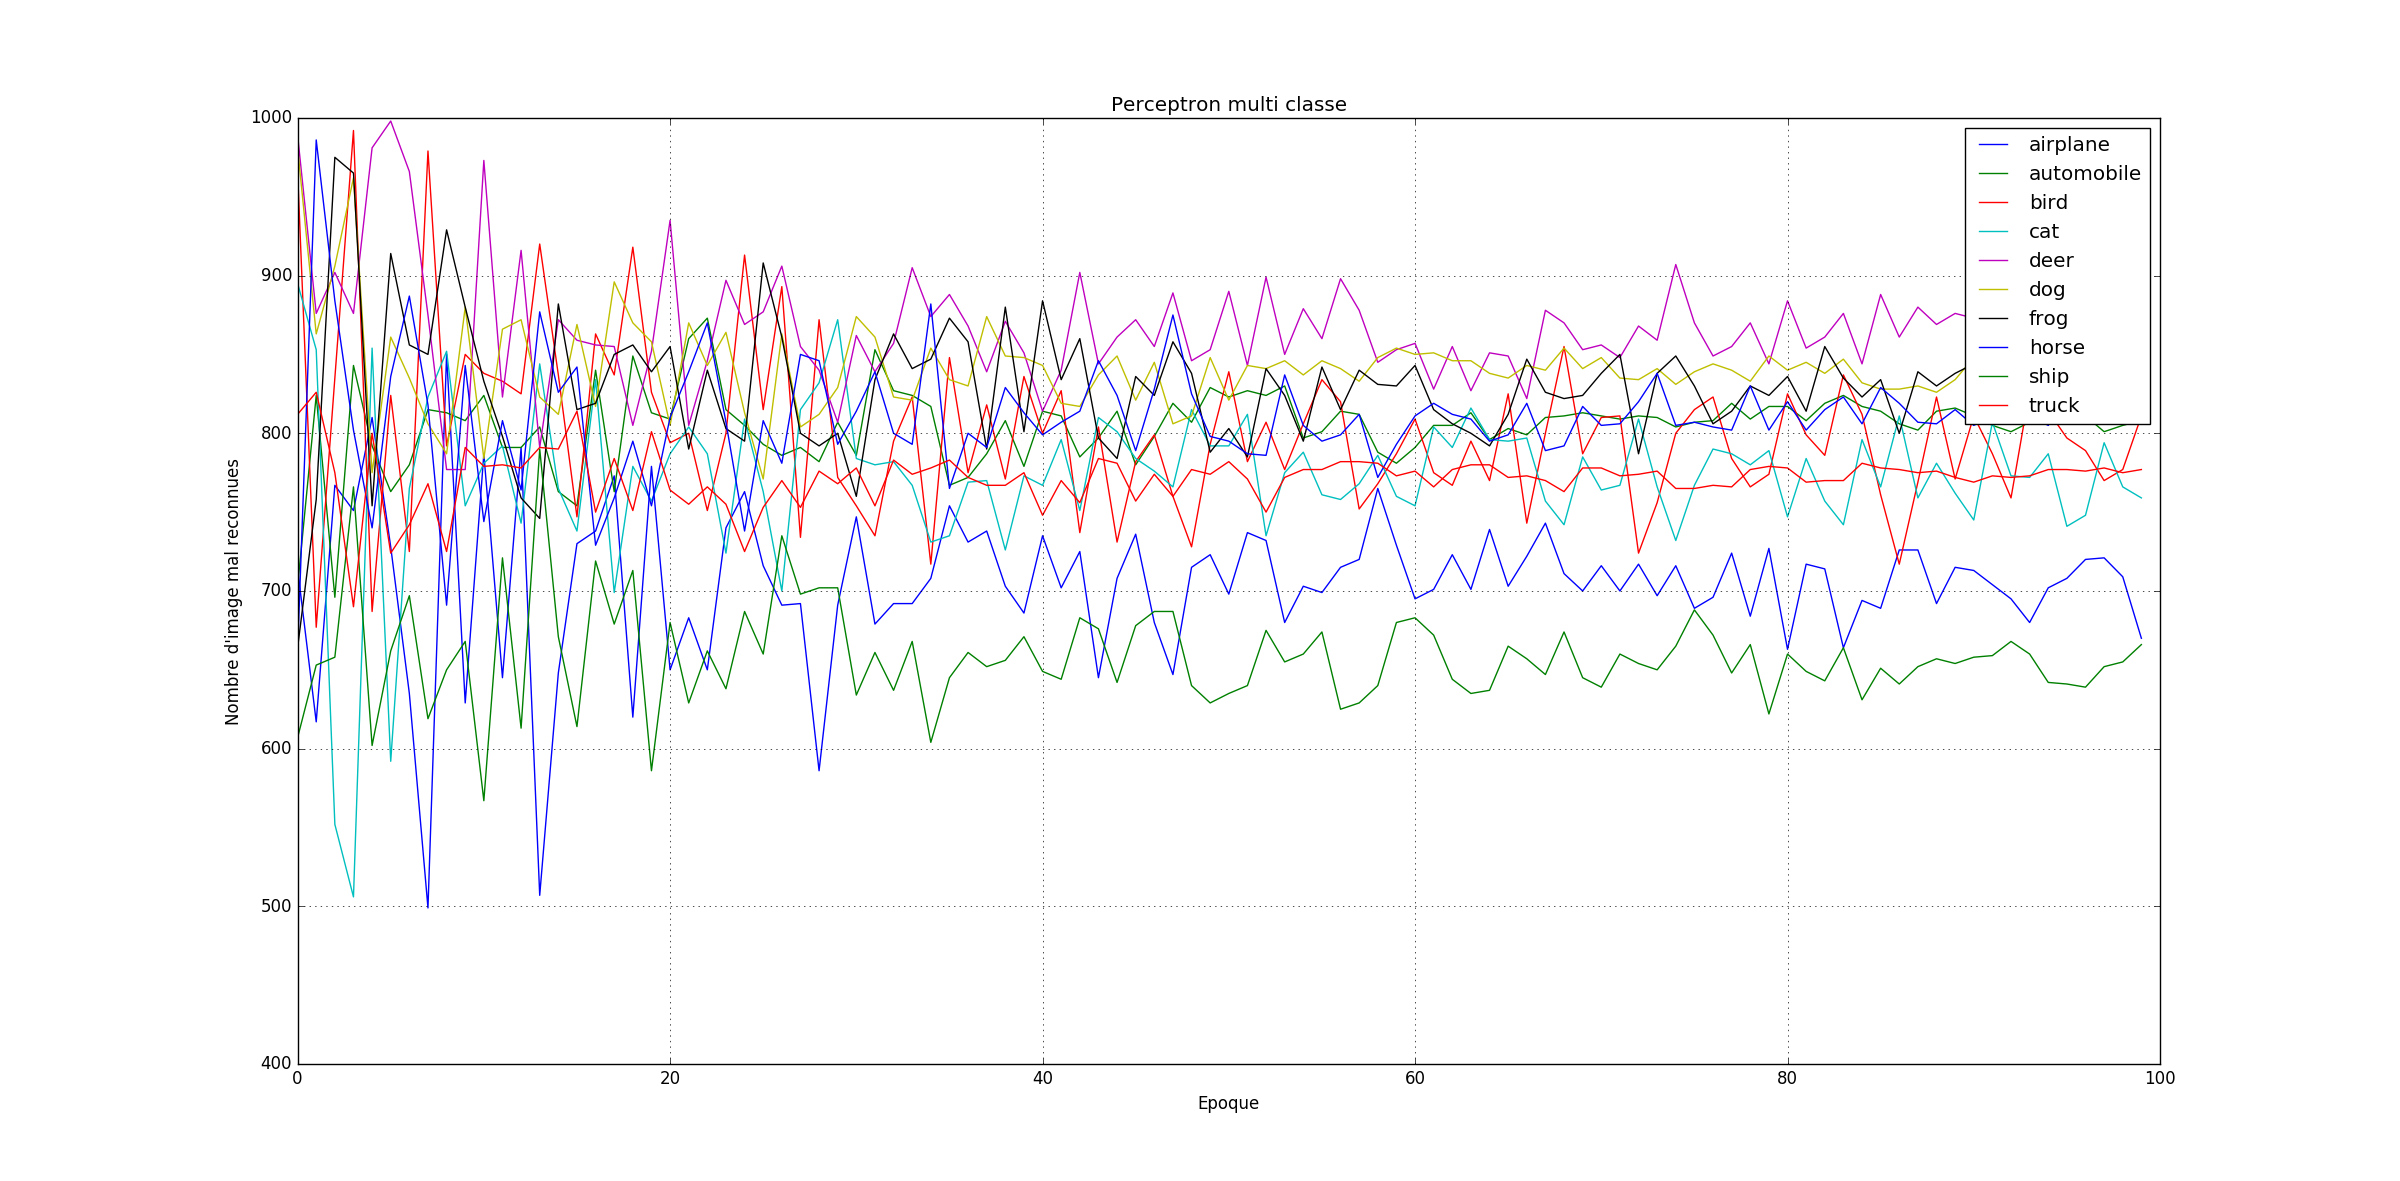 Perceptron multi classe
1000
900
800
700
600
500
400
0
20
40
60
80
100
Nombre d'image mal reconnues
Epoque
airplane
automobile
bird
cat
deer
dog
frog
horse
ship
truck